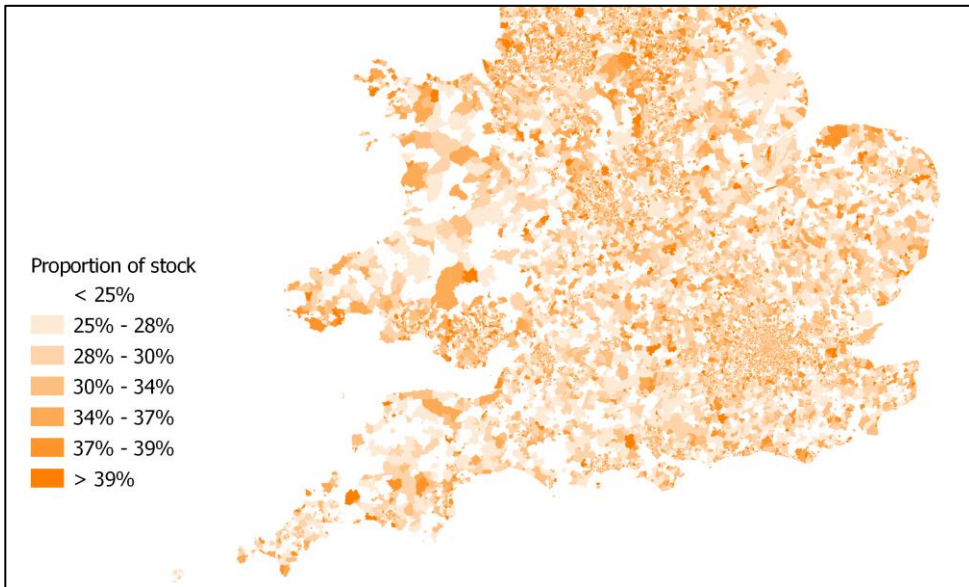 Proportion of stock
< 25%
25% - 28%
28% - 30%
30% - 34%
34% - 37%
37% - 39%
> 39%